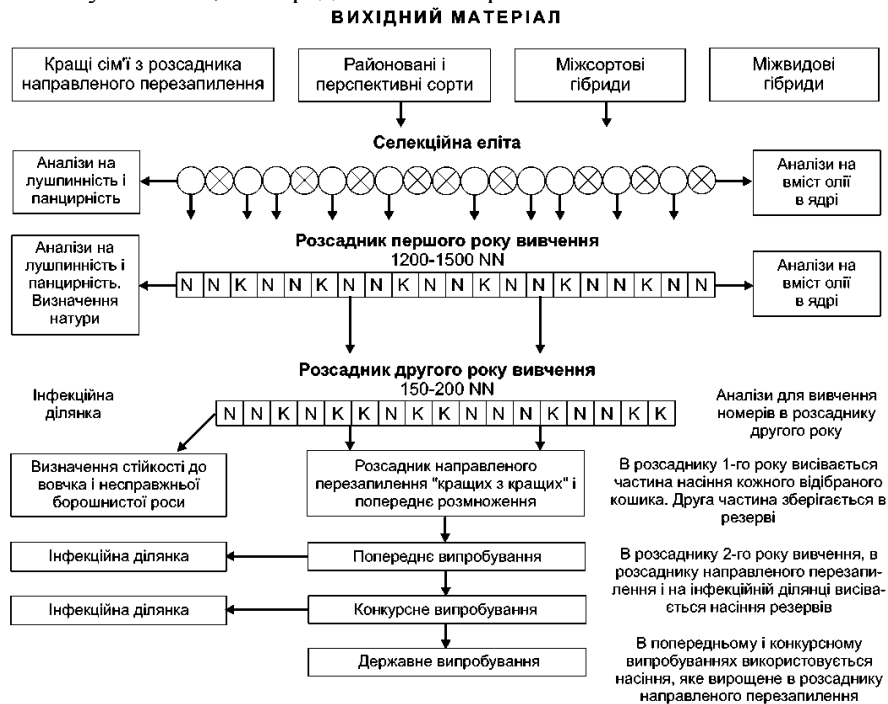 ВИХІДНИЙ МАТЕРІАЛ
Кращі сім'ї з розсадника
направленого перезапилення
Районовані і
перспективні сорти
Міжсортові
гібриди
Міжвидові
гібриди
Селекційна еліта
Аналізи на
лушпинність і
панцирність
Аналізи на
вміст олії
в ядрі
Розсадник першого року вивчення
1200-1500 NN
Аналізи на
лушпинність і
панцирність.
Визначення
натури
N N K N N K N N K N N K N N K N N K N N
Аналізи на
вміст олії
в ядрі
Розсадник другого року вивчення
150-200 NN
Інфекційна
ділянка
Аналізи для вивчення
номерів в розсаднику
другого року
Визначення стійкості до
вовчка і несправжньої
борошнистої роси
Розсадник направленого
перезапилення "кращих з кращих" і
попереднє розмноження
В розсаднику 1-го року висівається
частина насіння кожного відібраного
кошика. Друга частина зберігається в
резерві
Інфекційна ділянка
Попереднє випробування
В розсаднику 2-го року вивчення, в
розсаднику направленого перезапи-
лення і на інфекційній ділянці висіва-
ється насіння резервів
Інфекційна ділянка
Конкурсне випробування
Державне випробування
В попередньому і конкурсному
випробуваннях використовується
насіння, яке вирощене в розсаднику
направленого перезапилення